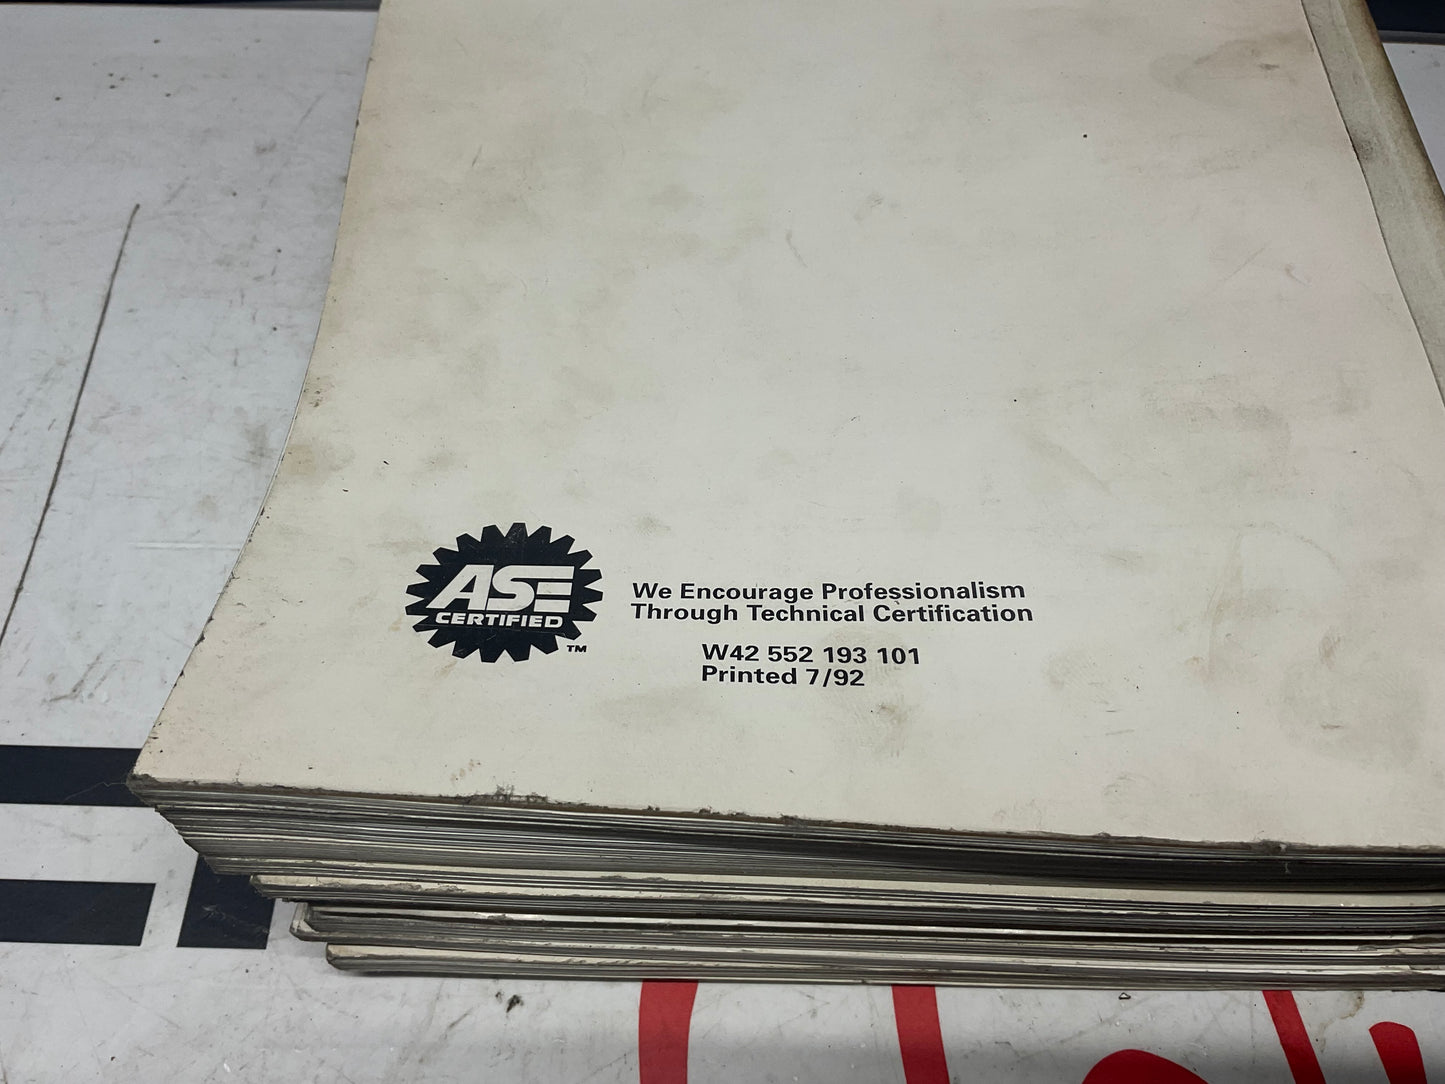 ASE
CERTIFIED
TM
We Encourage Professionalism
Through Technical Certification
W42 552 193 101
Printed 7/92